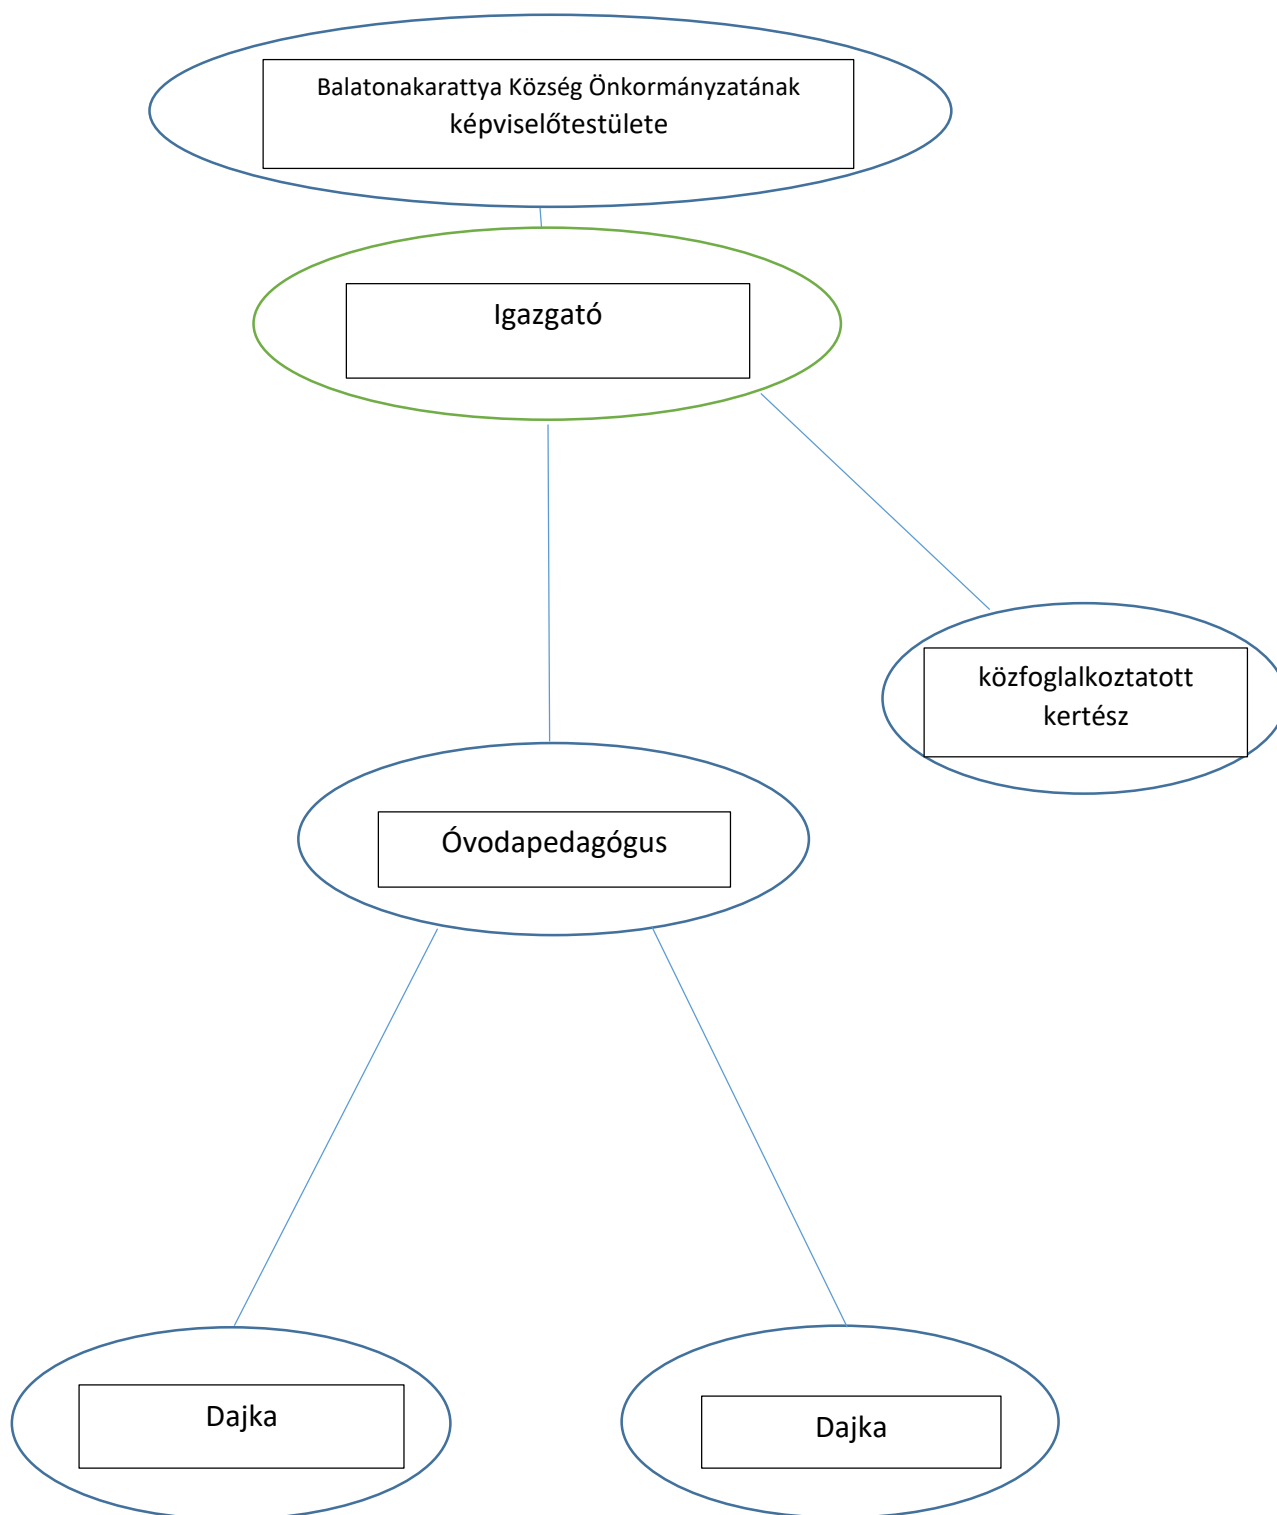 Balatonakarattya Község Önkormányzatának
képviselőtestülete
Igazgató
közfoglalkoztatott
kertész
Óvodapedagógus
Dajka
Dajka